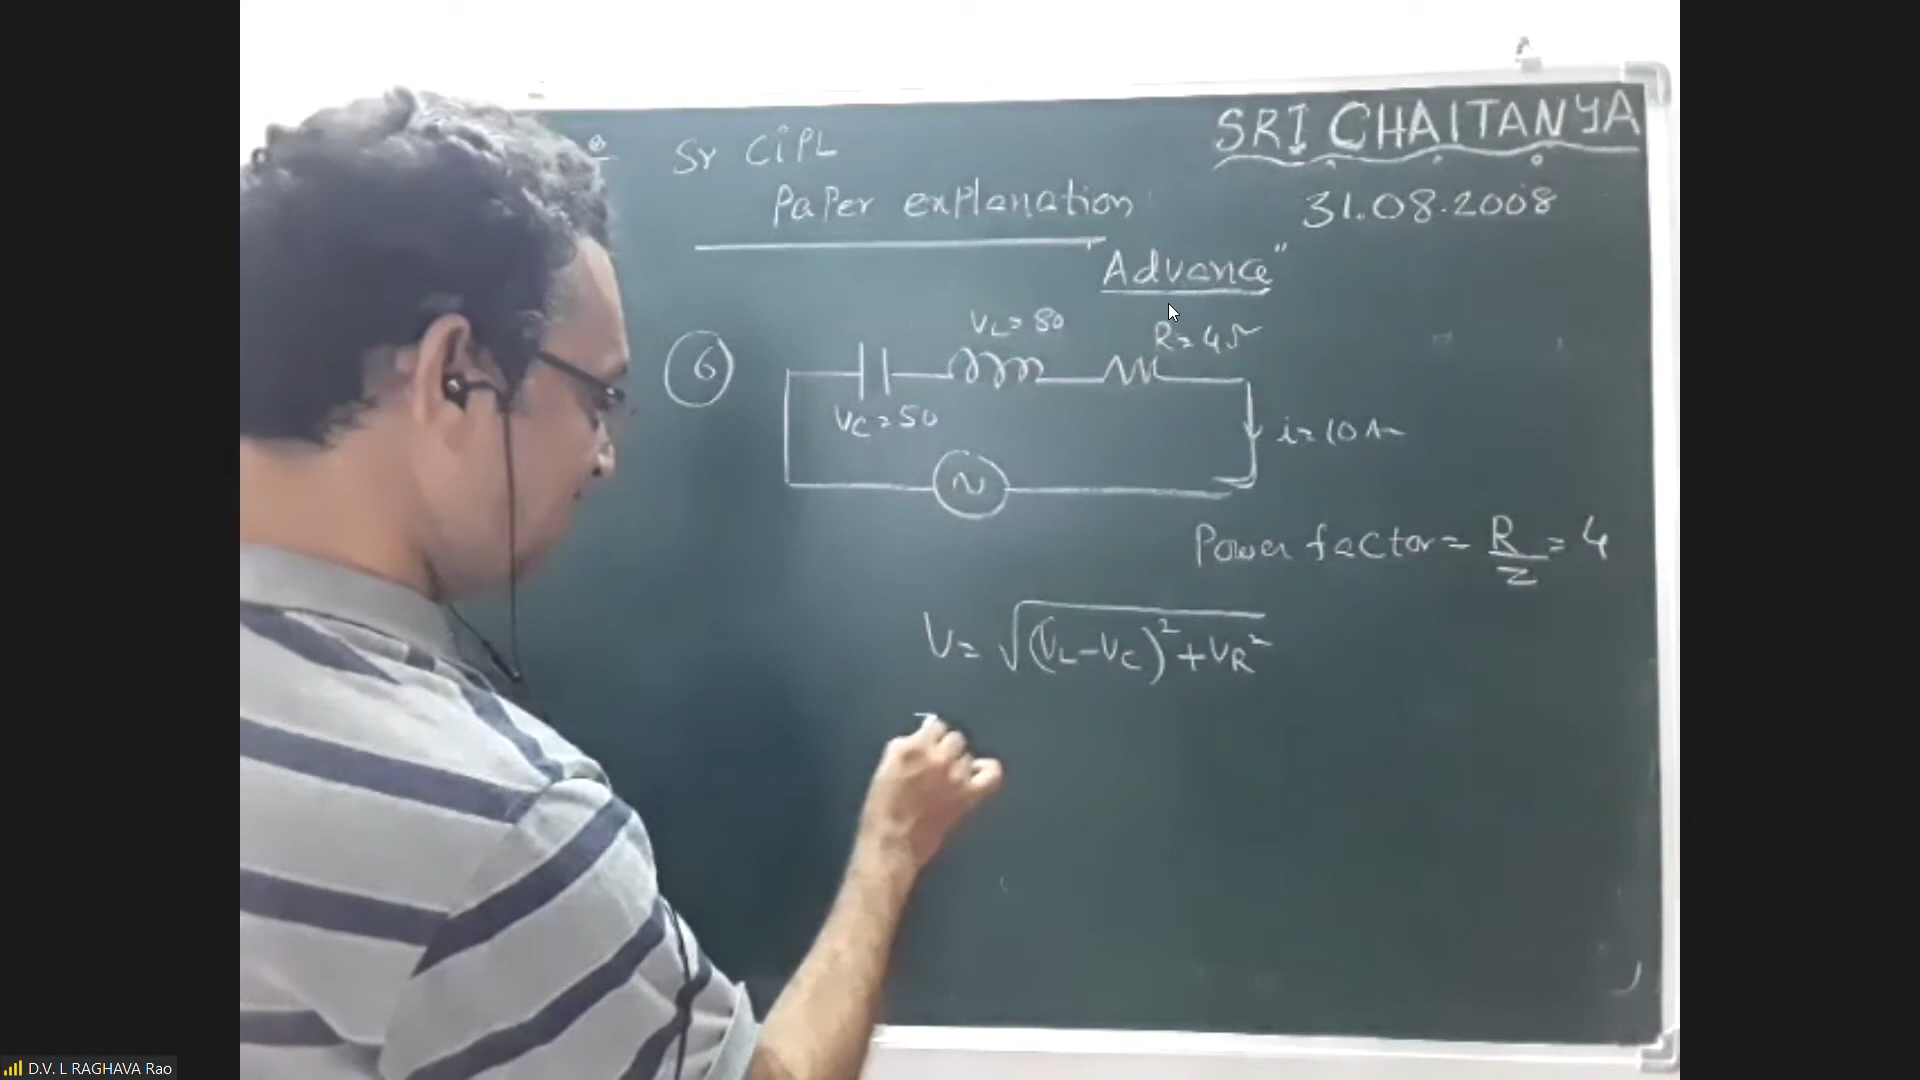 SRI CHAITANYA
Sr CiPL
Paper explanation
31.08.2008
"Advance"
6
VL = 80
R = 4Ω
VC = 50
i = 10 A
N
Power factor = R/Z = 4
V = √(VL - VC)² + VR²
D.V. L RAGHAVA Rao